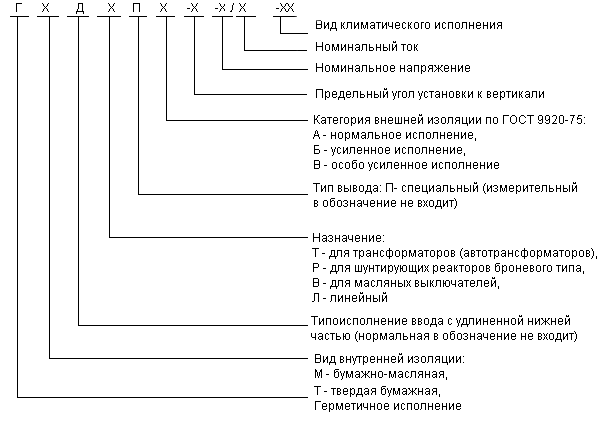 Г Х Д Х П Х -Х -Х / Х -ХХ
Вид климатического исполнения
Номинальный ток
Номинальное напряжение
Предельный угол установки к вертикали
Категория внешней изоляции по ГОСТ 9920-75:
А - нормальное исполнение,
Б - усиленное исполнение,
В - особо усиленное исполнение
Тип вывода: П- специальный (измерительный
в обозначение не входит)
Назначение:
Т - для трансформаторов (автотрансформаторов),
Р - для шунтирующих реакторов броневого типа,
В - для масляных выключателей,
Л - линейный
Типоисполнение ввода с удлиненной нижней
частью (нормальная в обозначение не входит)
Вид внутренней изоляции:
М - бумажно-масляная,
Т - твердая бумажная,
Герметичное исполнение